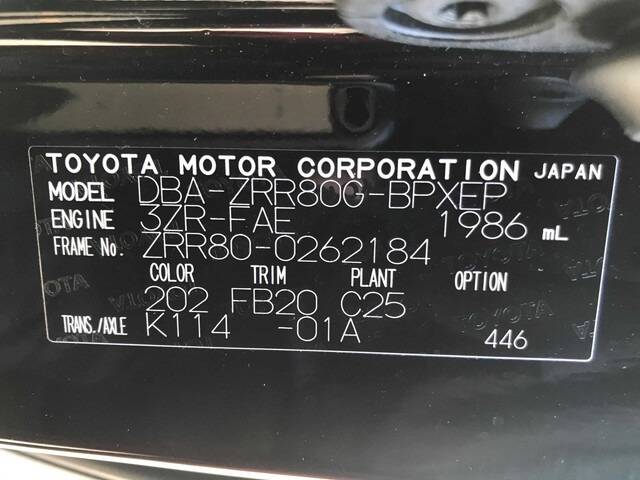 TOYOTA MOTOR CORPORATION JAPAN
MODEL DBA-ZRR80G-BPXEP
ENGINE 3ZR-FAE 1986 mL
FRAME No. ZRR80-0262184
COLOR TRIM PLANT OPTION
202 FB20 C25
TRANS./AXLE K114 -01A 446